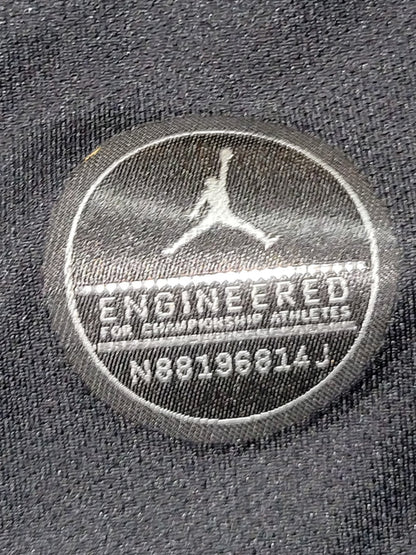 ENGINEERED
FOR CHAMPIONSHIP ATHLETES
N88196814J